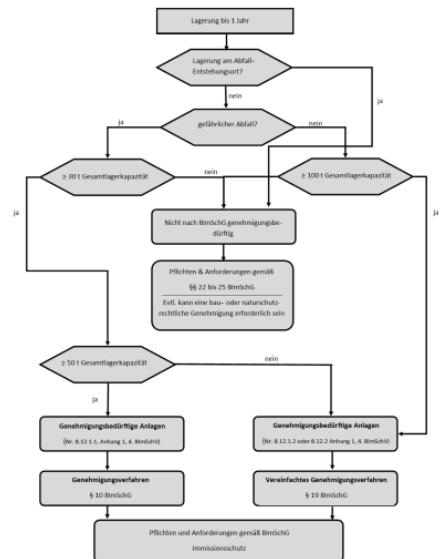 Lagerung bis 1 Jahr
Lagerung am Abfall-
Entstehungsort?
nein
ja
gefährlicher Abfall?
ja
nein
≥ 30 t Gesamtlagerkapazität
nein
≥ 100 t Gesamtlagerkapazität
ja
ja
Nicht nach BImSchG genehmigungsbe-
dürftig
Pflichten & Anforderungen gemäß
§§ 22 bis 25 BImSchG
Evtl. kann eine bau- oder naturschutz-
rechtliche Genehmigung erforderlich sein
≥ 50 t Gesamtlagerkapazität
nein
ja
Genehmigungsbedürftige Anlagen
(Nr. 8.12.1.1, Anhang 1, 4. BImSchV)
Genehmigungsbedürftige Anlagen
(Nr. 8.12.1.2 oder 8.12.2 Anhang 1, 4. BImSchV)
Genehmigungsverfahren
§ 10 BImSchG
Vereinfachtes Genehmigungsverfahren
§ 19 BImSchG
Pflichten und Anforderungen gemäß BImSchG
Immissionsschutz